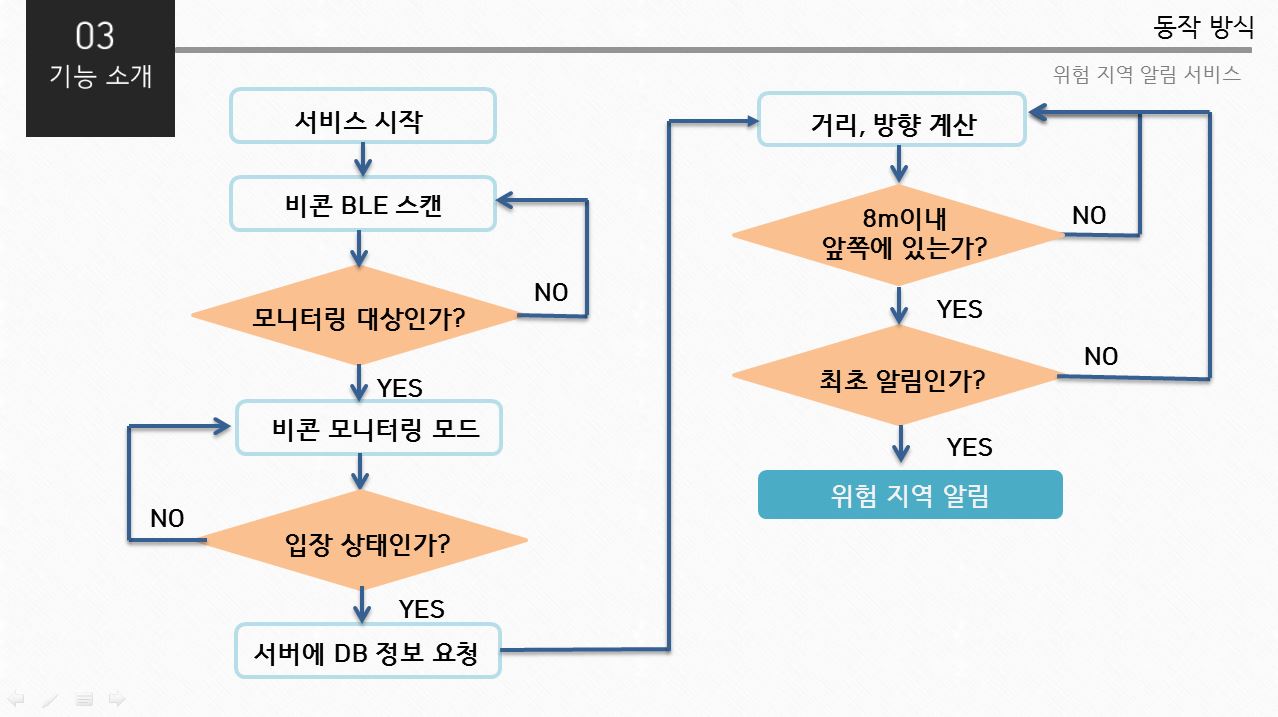 03
기능 소개
동작 방식
위험 지역 알림 서비스
서비스 시작
비콘 BLE 스캔
모니터링 대상인가?
NO
YES
비콘 모니터링 모드
NO
입장 상태인가?
YES
서버에 DB 정보 요청
거리, 방향 계산
8m이내
앞쪽에 있는가?
NO
YES
최초 알림인가?
NO
YES
위험 지역 알림